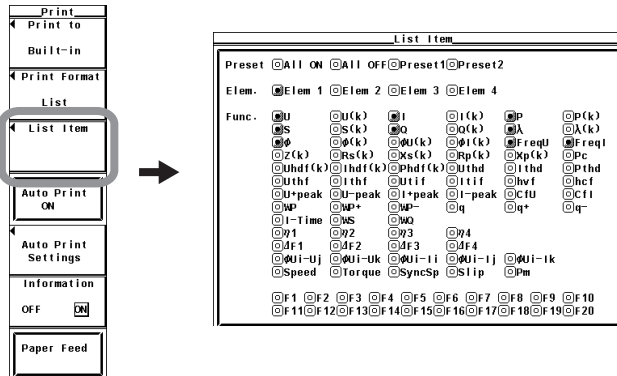 Print
Print to
Built-in
Print Format
List
List Item
Auto Print
ON
Auto Print
Settings
Information
OFF ON
Paper Feed
List Item
Preset All ON All OFF Preset1 Preset2
Elem. Elem 1 Elem 2 Elem 3 Elem 4
Func. U U(k) I I(k) P P(k)
S S(k) Q Q(k) λ λ(k)
ϕ ϕ(k) ϕU(k) ϕI(k) FreqU FreqI
Z(k) Rs(k) Xs(k) Rp(k) Xp(k) Pc
Uhdf(k) Ihdf(k) Phdf(k) Uthd Ithd Pthd
Uthf Ithf Utif Itif hvf hcf
U+peak U-peak I+peak I-peak CfU CfI
WP WP+ WP- q q+ q-
I-Time WS WQ
η1 η2 η3 η4
ΔF1 ΔF2 ΔF3 ΔF4
ϕUi-Uj ϕUi-Uk ϕUi-Ii ϕUi-Ij ϕUi-Ik
Speed Torque SyncSp Slip Pm
F1 F2 F3 F4 F5 F6 F7 F8 F9 F10
F11 F12 F13 F14 F15 F16 F17 F18 F19 F20